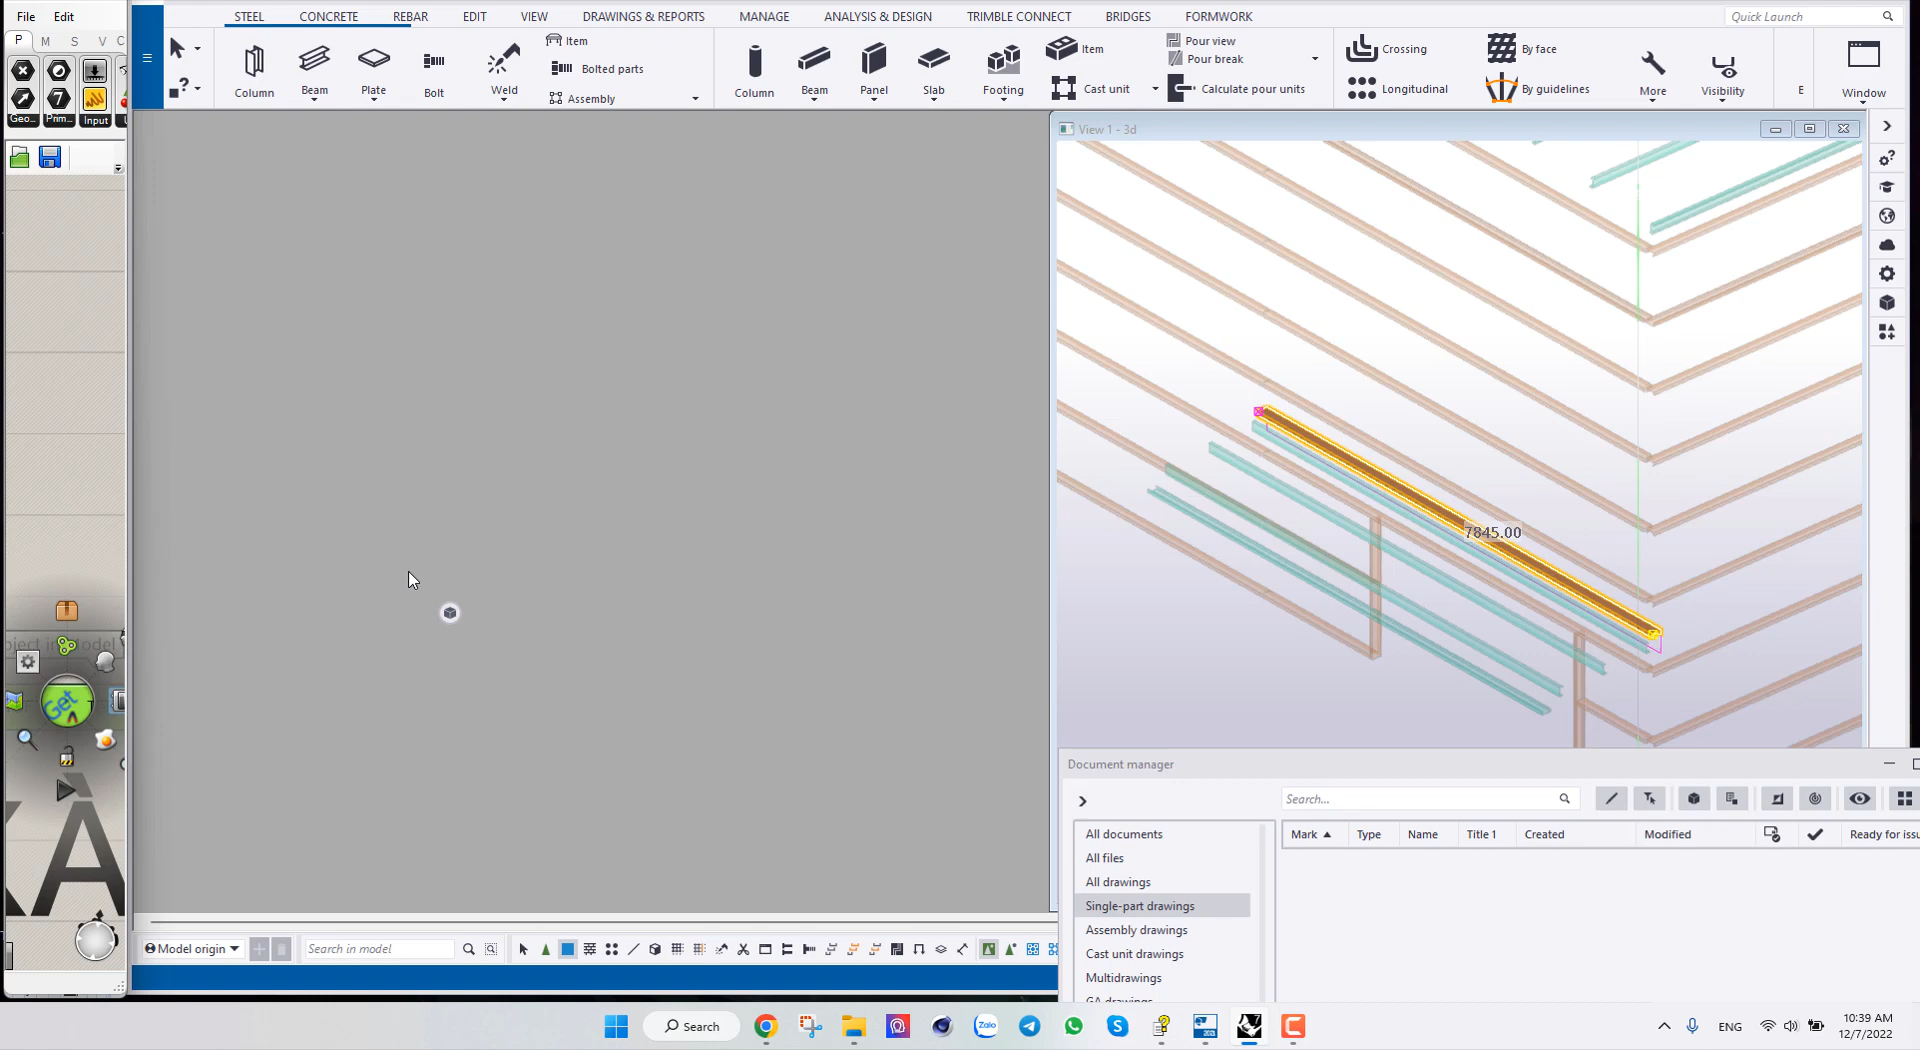 File Edit
P M S V C
Geo... Prim... Input
STEEL CONCRETE REBAR EDIT VIEW DRAWINGS & REPORTS MANAGE ANALYSIS & DESIGN TRIMBLE CONNECT BRIDGES FORMWORK
Quick Launch
Column Beam Plate Bolt Weld
Item
Bolted parts
Assembly
Column Beam Panel Slab Footing
Item
Cast unit
Pour view
Pour break
Calculate pour units
Crossing
Longitudinal
By face
By guidelines
More
Visibility
E
Window
View 1 - 3d
7845.00
Get
Document manager
Search...
All documents
All files
All drawings
Single-part drawings
Assembly drawings
Cast unit drawings
Multidrawings
GA drawings
Mark Type Name Title 1 Created Modified Ready for issu
Model origin
Search in model
Search
Zalo
ENG
10:39 AM
12/7/2022